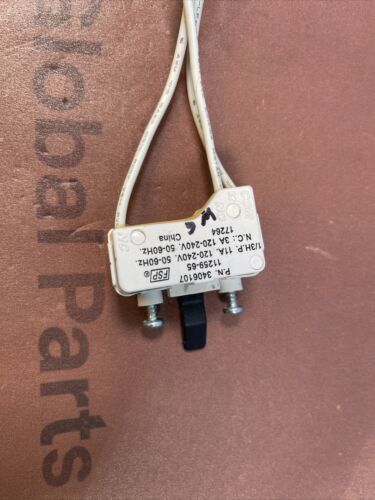 Global Parts
FSP ®
P.N. 3406107
11259-65
1/3H.P. 11A. 120-240V. 50-60Hz.
N.C.: 3A 120-240V. 50-60Hz.
China
17264